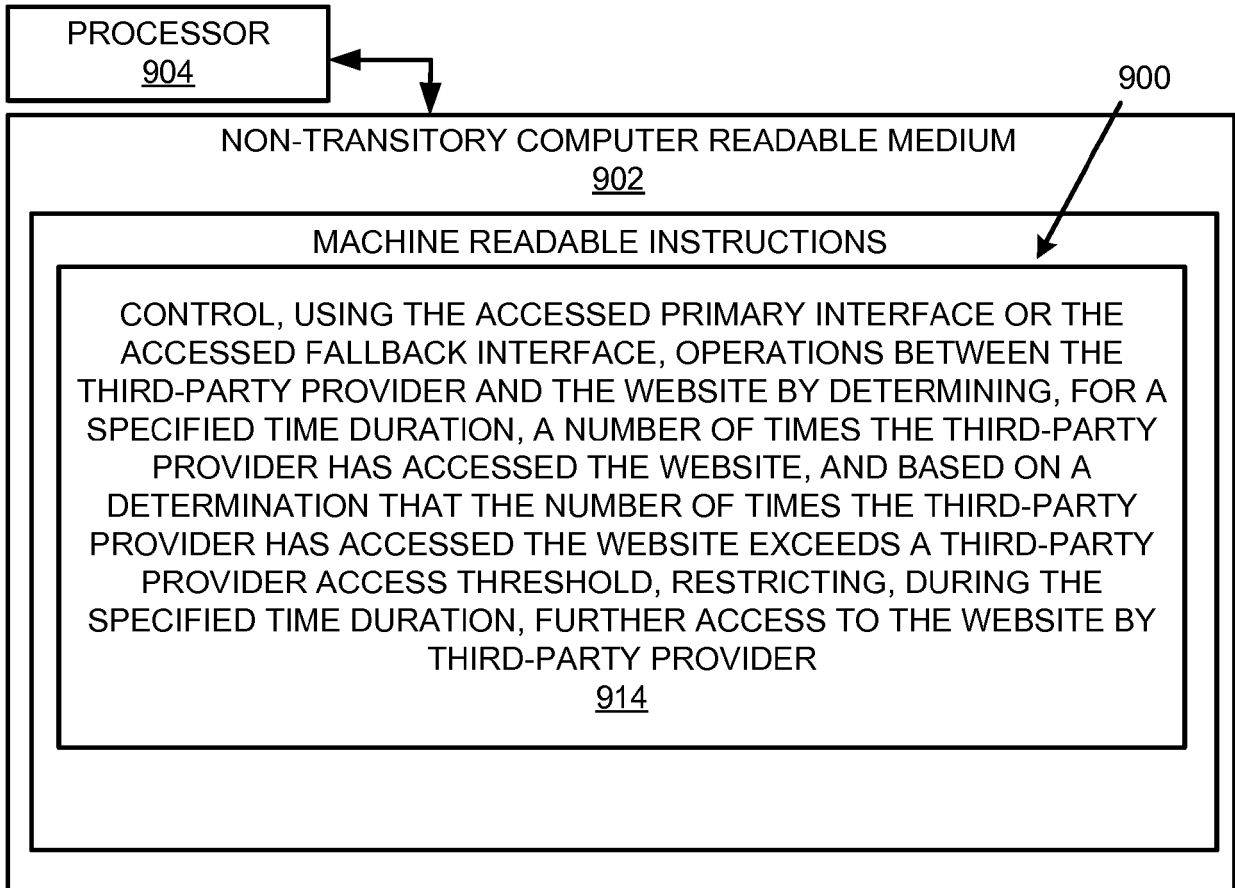 PROCESSOR
904
900
NON-TRANSITORY COMPUTER READABLE MEDIUM
902
MACHINE READABLE INSTRUCTIONS
CONTROL, USING THE ACCESSED PRIMARY INTERFACE OR THE
ACCESSED FALLBACK INTERFACE, OPERATIONS BETWEEN THE
THIRD-PARTY PROVIDER AND THE WEBSITE BY DETERMINING, FOR A
SPECIFIED TIME DURATION, A NUMBER OF TIMES THE THIRD-PARTY
PROVIDER HAS ACCESSED THE WEBSITE, AND BASED ON A
DETERMINATION THAT THE NUMBER OF TIMES THE THIRD-PARTY
PROVIDER HAS ACCESSED THE WEBSITE EXCEEDS A THIRD-PARTY
PROVIDER ACCESS THRESHOLD, RESTRICTING, DURING THE
SPECIFIED TIME DURATION, FURTHER ACCESS TO THE WEBSITE BY
THIRD-PARTY PROVIDER
914